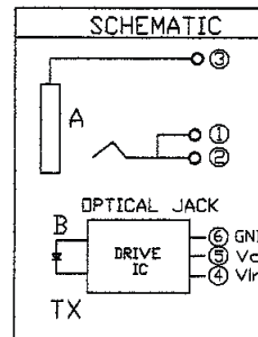 SCHEMATIC
③
A
①
②
OPTICAL JACK
B
DRIVE
IC
⑥ GN
⑤ Vc
④ Vin
TX